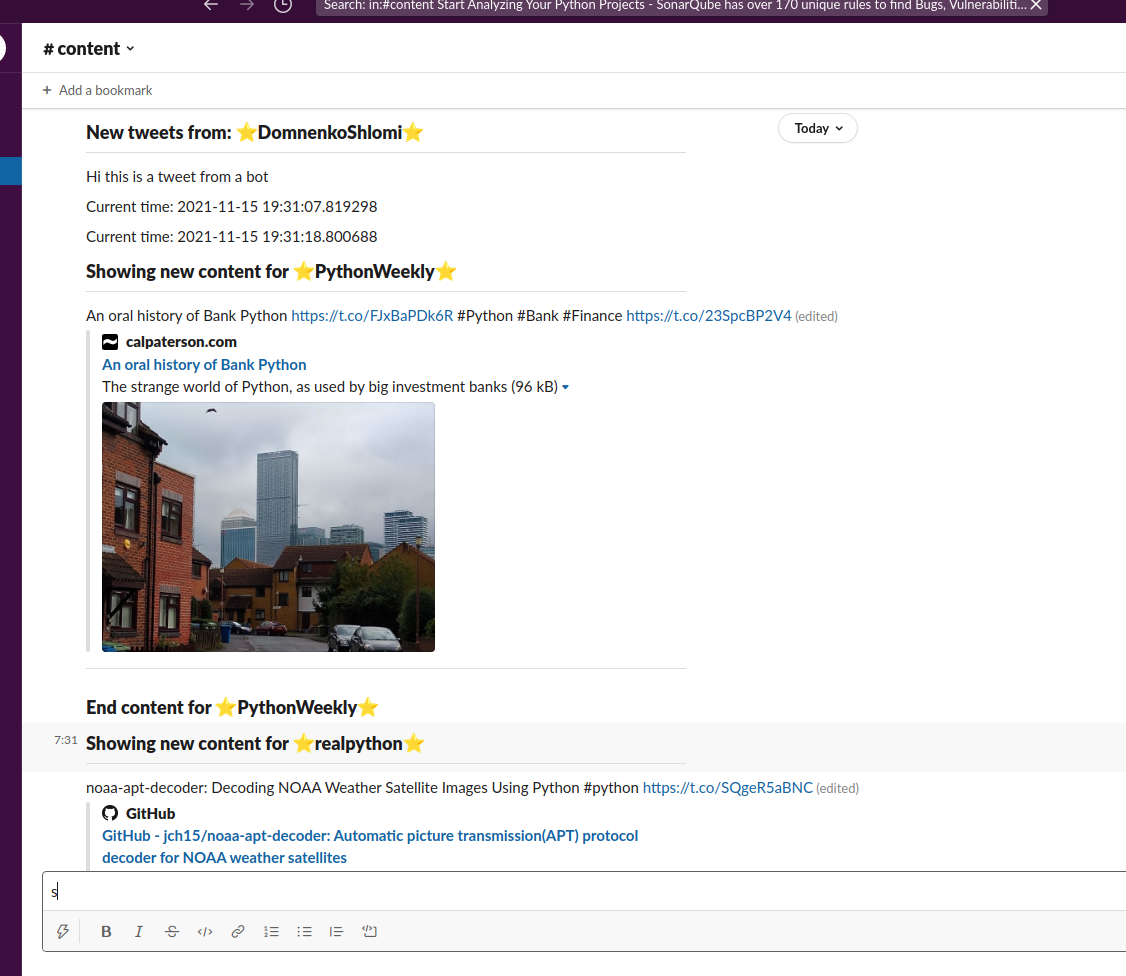 Search: in:#content Start Analyzing Your Python Projects - SonarQube has over 170 unique rules to find Bugs, Vulnerabiliti...
# content
+ Add a bookmark
New tweets from: ⭐DomnenkoShlomi⭐
Today
Hi this is a tweet from a bot
Current time: 2021-11-15 19:31:07.819298
Current time: 2021-11-15 19:31:18.800688
Showing new content for ⭐PythonWeekly⭐
An oral history of Bank Python https://t.co/FJxBaPDk6R #Python #Bank #Finance https://t.co/23SpcBP2V4 (edited)
calpaterson.com
An oral history of Bank Python
The strange world of Python, as used by big investment banks (96 kB)
End content for ⭐PythonWeekly⭐
7:31 Showing new content for ⭐realpython⭐
noaa-apt-decoder: Decoding NOAA Weather Satellite Images Using Python #python https://t.co/SQgeR5aBNC (edited)
GitHub
GitHub - jch15/noaa-apt-decoder: Automatic picture transmission(APT) protocol
decoder for NOAA weather satellites
s
B I S </>